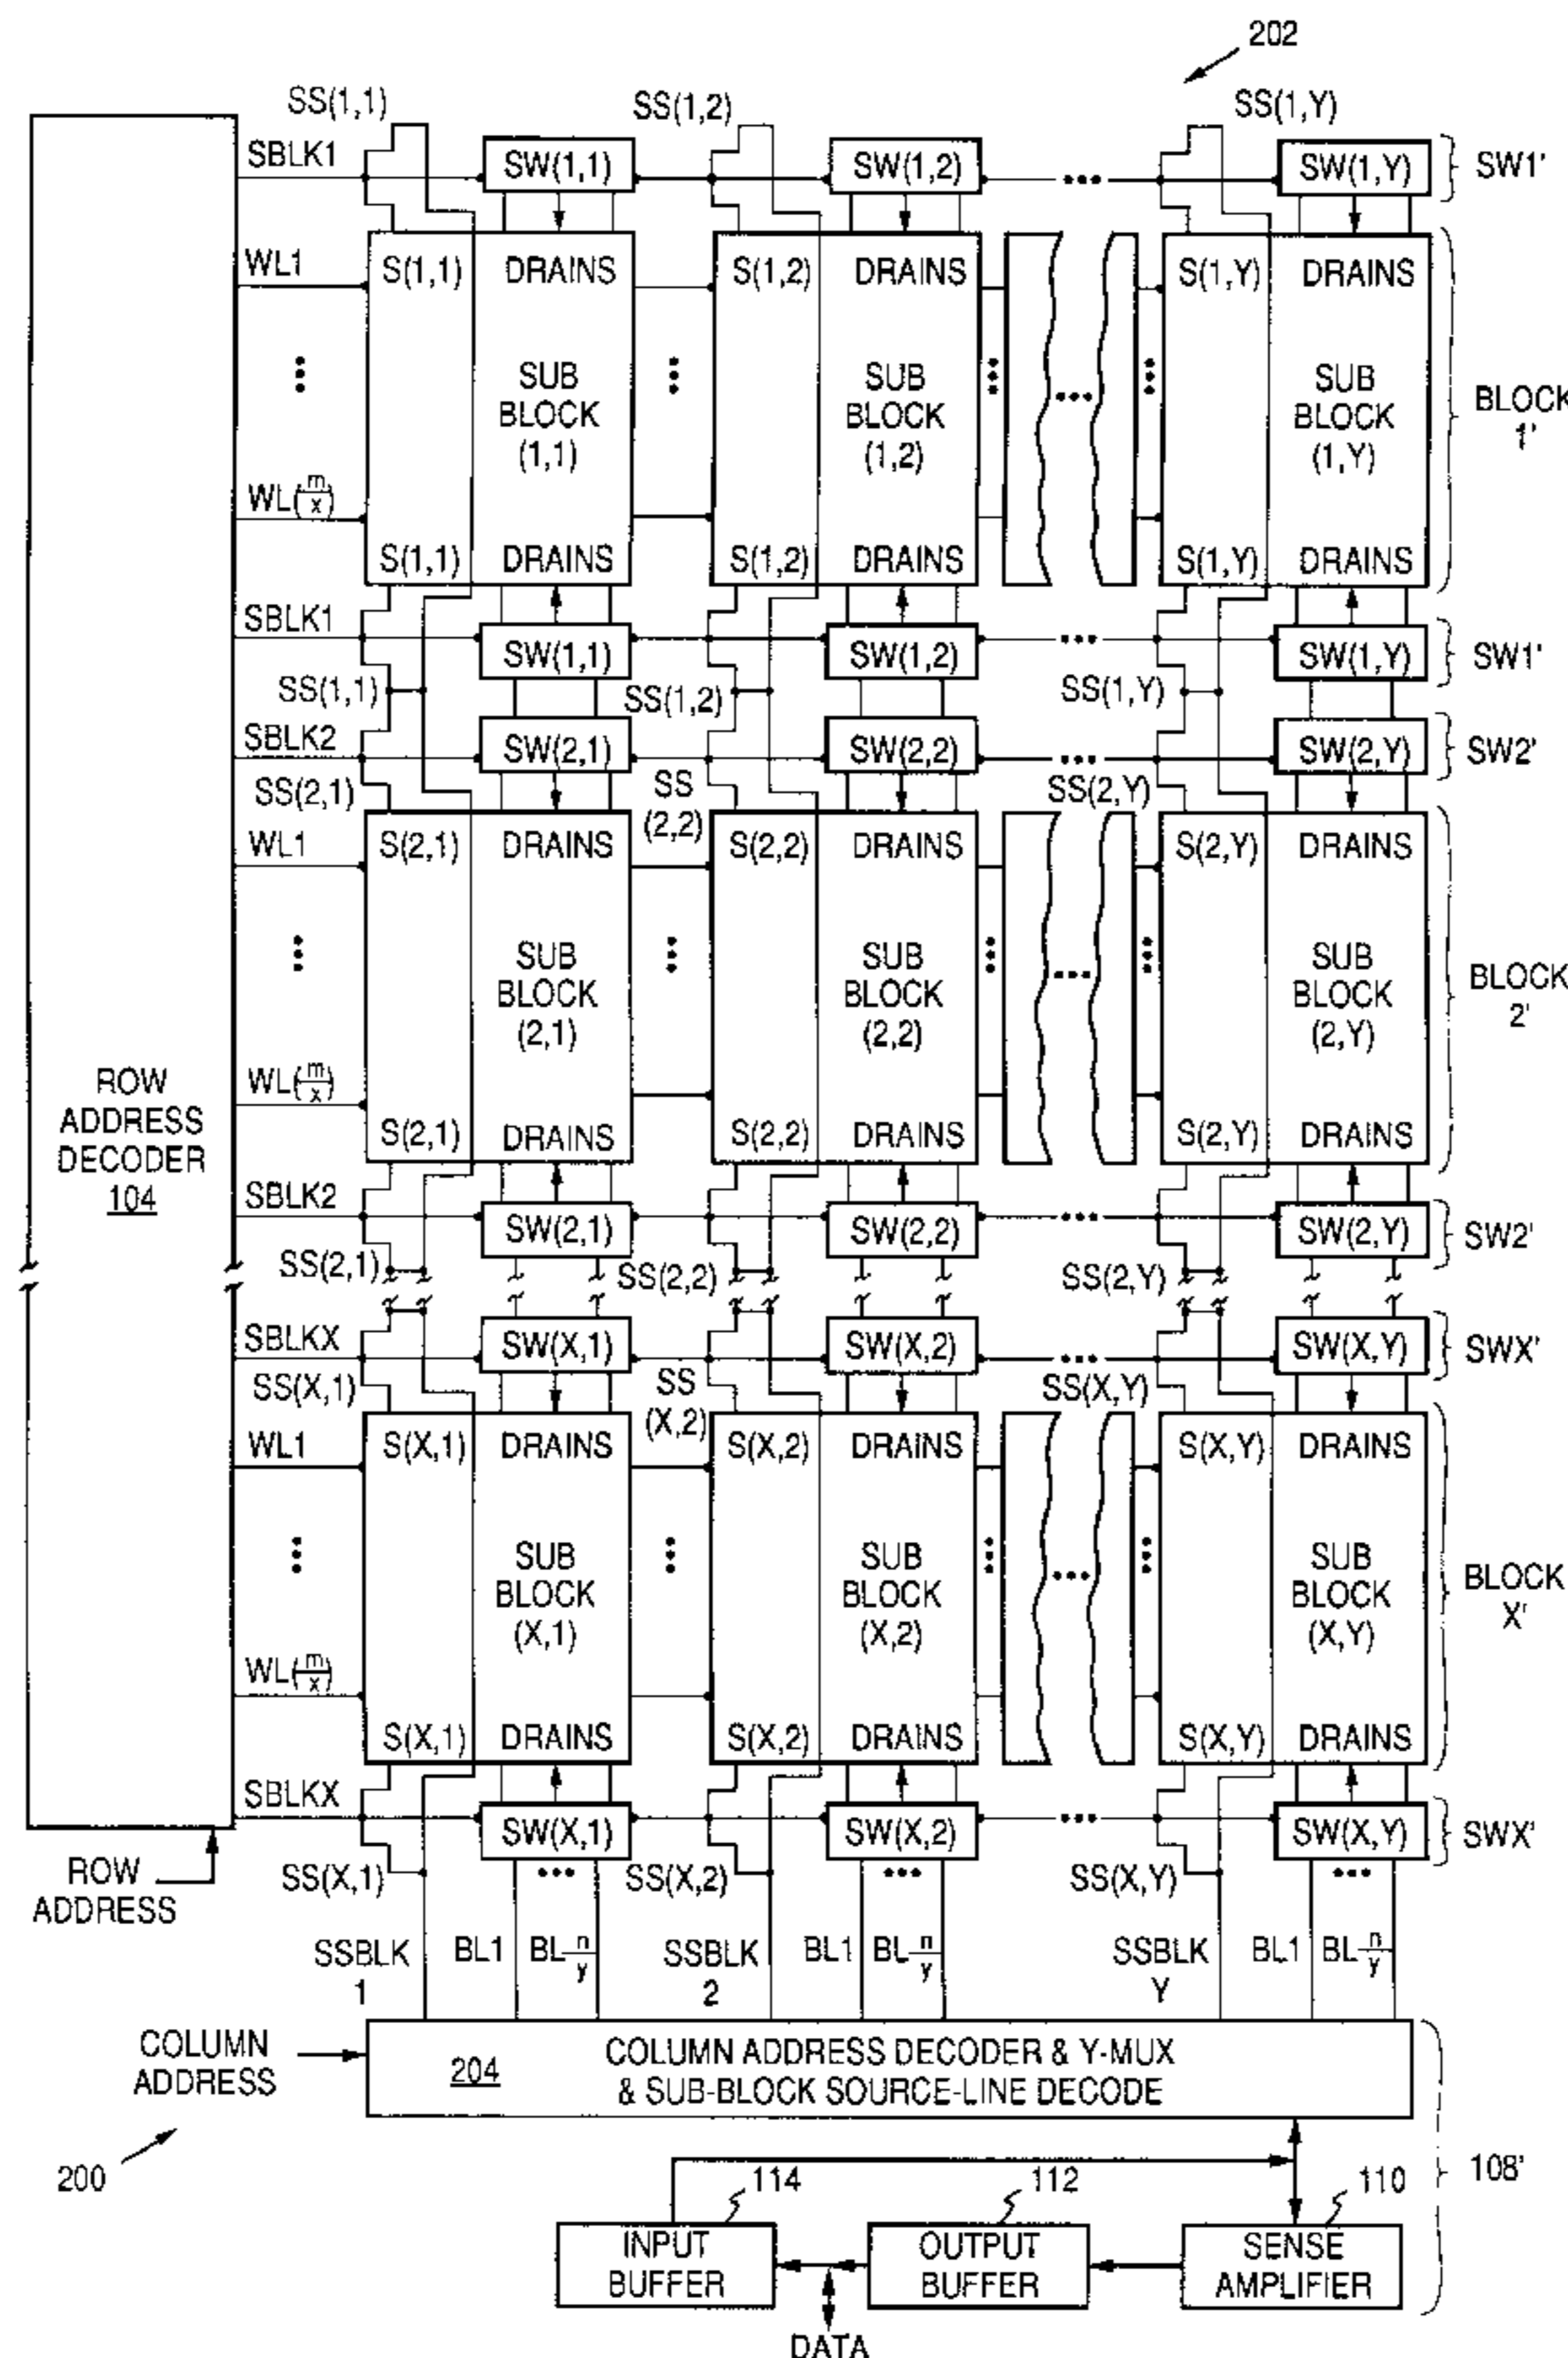 202
SS(1,1) SS(1,2) SS(1,Y)
SBLK1 SW(1,1) SW(1,2) ••• SW(1,Y) SW1'
WL1 S(1,1) DRAINS S(1,2) DRAINS S(1,Y) DRAINS
••• SUB ••• SUB ••• ••• ••• SUB
BLOCK BLOCK BLOCK BLOCK
(1,1) (1,2) (1,Y) 1'
WL(m/x)
S(1,1) DRAINS S(1,2) DRAINS S(1,Y) DRAINS
SBLK1 SW(1,1) SW(1,2) ••• SW(1,Y) SW1'
SS(1,1) SS(1,2) SS(1,Y)
SBLK2 SW(2,1) SW(2,2) ••• SW(2,Y) SW2'
SS(2,1) SS SS(2,Y)
(2,2)
WL1 S(2,1) DRAINS S(2,2) DRAINS S(2,Y) DRAINS
••• SUB ••• SUB ••• ••• ••• SUB
BLOCK BLOCK BLOCK BLOCK
(2,1) (2,2) (2,Y) 2'
ROW
ADDRESS
DECODER
104
WL(m/x)
S(2,1) DRAINS S(2,2) DRAINS S(2,Y) DRAINS
SBLK2 SW(2,1) SW(2,2) ••• SW(2,Y) SW2'
SS(2,1) SS(2,2) SS(2,Y)
SBLKX SW(X,1) SW(X,2) ••• SW(X,Y) SWX'
SS(X,1) SS SS(X,Y)
(X,2)
WL1 S(X,1) DRAINS S(X,2) DRAINS S(X,Y) DRAINS
••• SUB ••• SUB ••• ••• ••• SUB
BLOCK BLOCK BLOCK BLOCK
(X,1) (X,2) (X,Y) X'
WL(m/x)
S(X,1) DRAINS S(X,2) DRAINS S(X,Y) DRAINS
SBLKX SW(X,1) SW(X,2) ••• SW(X,Y) SWX'
SS(X,1) ••• SS(X,2) ••• SS(X,Y) •••
ROW
ADDRESS
SSBLK BL1 BL n/y SSBLK BL1 BL n/y SSBLK BL1 BL n/y
1 2 Y
COLUMN
ADDRESS
204 COLUMN ADDRESS DECODER & Y-MUX
& SUB-BLOCK SOURCE-LINE DECODE
200 114 112 110 108'
INPUT
BUFFER
OUTPUT
BUFFER
SENSE
AMPLIFIER
DATA